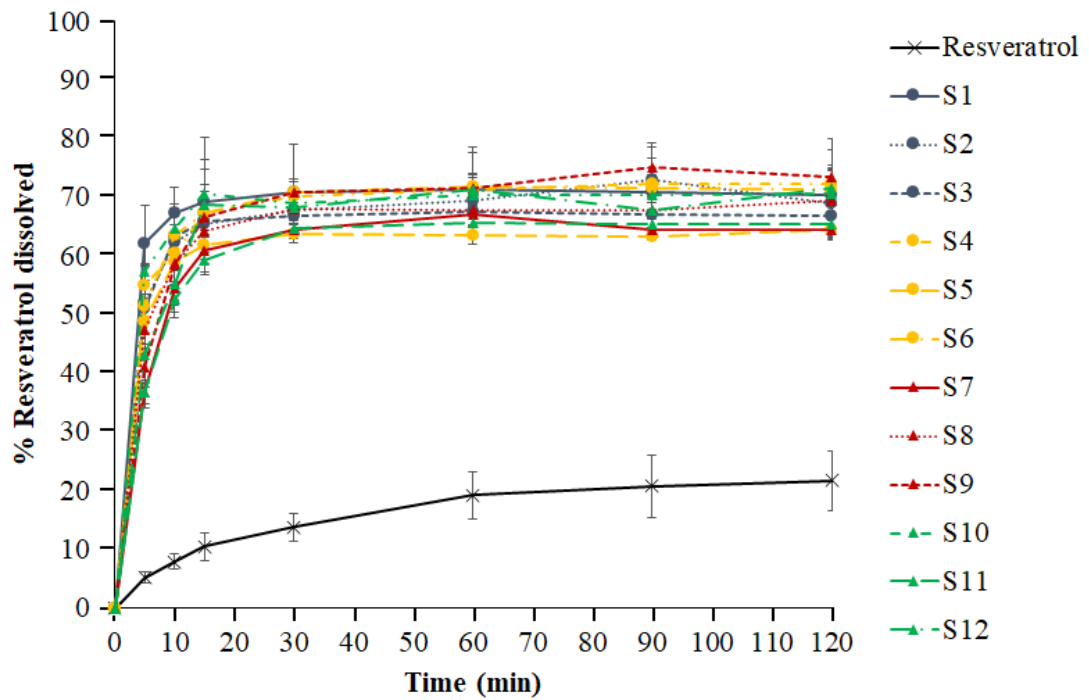 100
90
80
70
60
50
40
30
20
10
0
% Resveratrol dissolved
0 10 20 30 40 50 60 70 80 90 100 110 120
Time (min)
Resveratrol
S1
S2
S3
S4
S5
S6
S7
S8
S9
S10
S11
S12